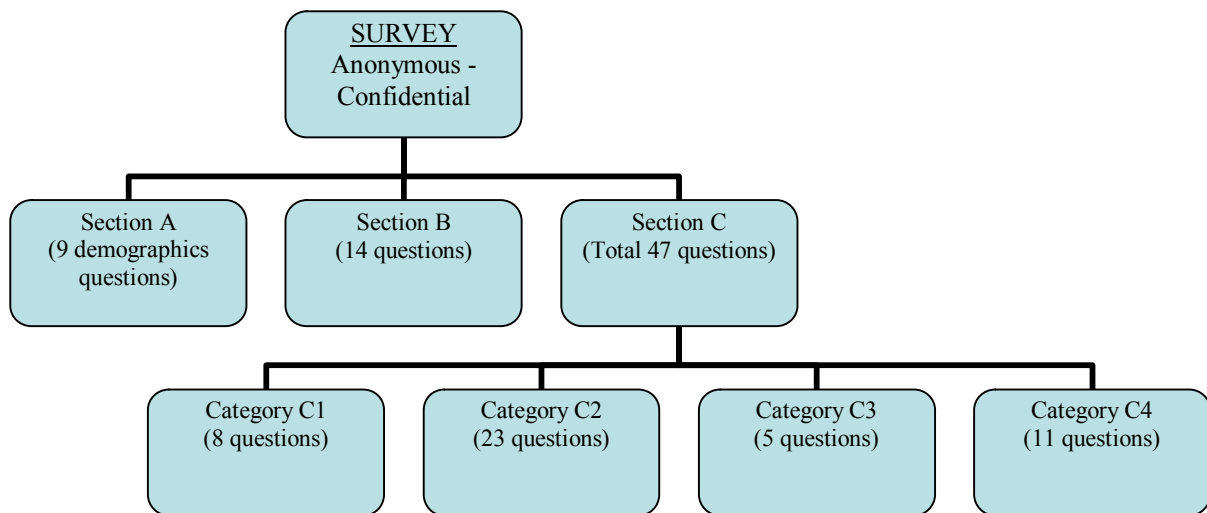 SURVEY
Anonymous -
Confidential
Section A
(9 demographics
questions)
Section B
(14 questions)
Section C
(Total 47 questions)
Category C1
(8 questions)
Category C2
(23 questions)
Category C3
(5 questions)
Category C4
(11 questions)